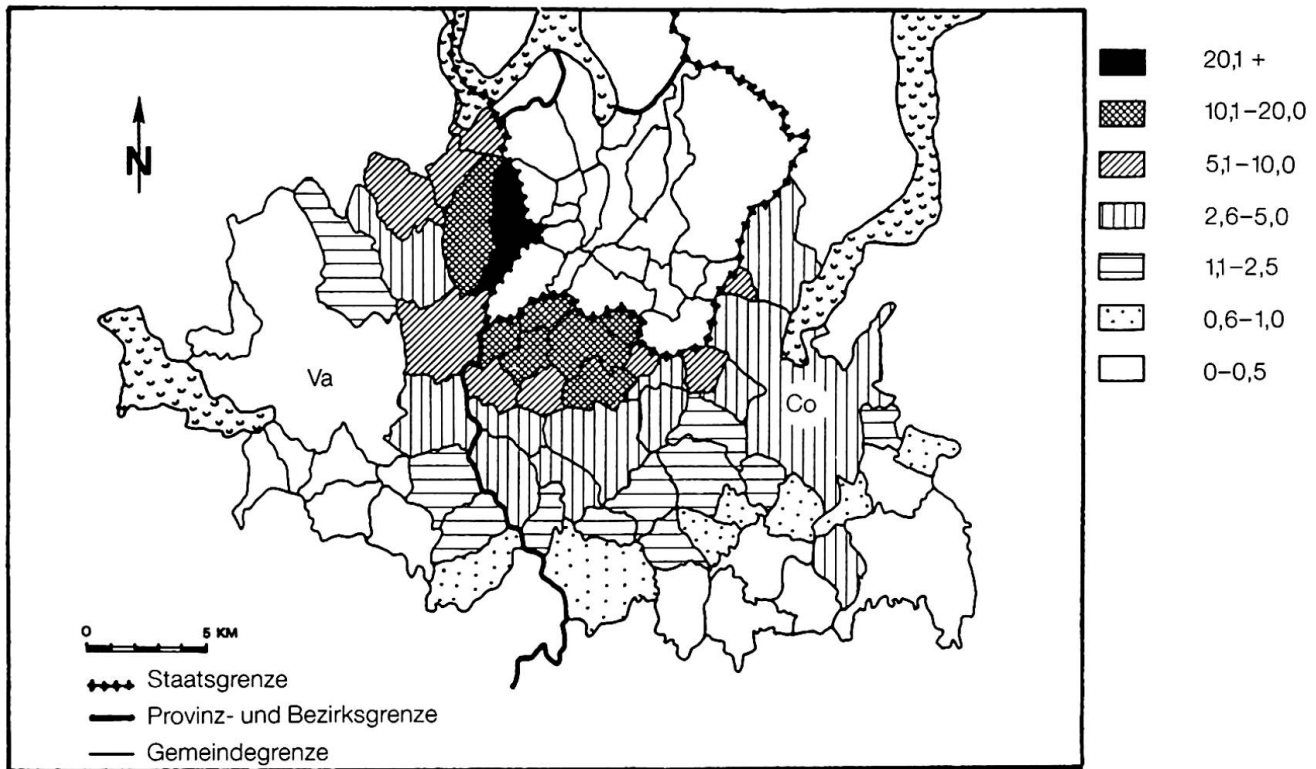 N
Va
Co
0 5 KM
Staatsgrenze
Provinz- und Bezirksgrenze
Gemeindegrenze
20,1 +
10,1–20,0
5,1–10,0
2,6–5,0
1,1–2,5
0,6–1,0
0–0,5